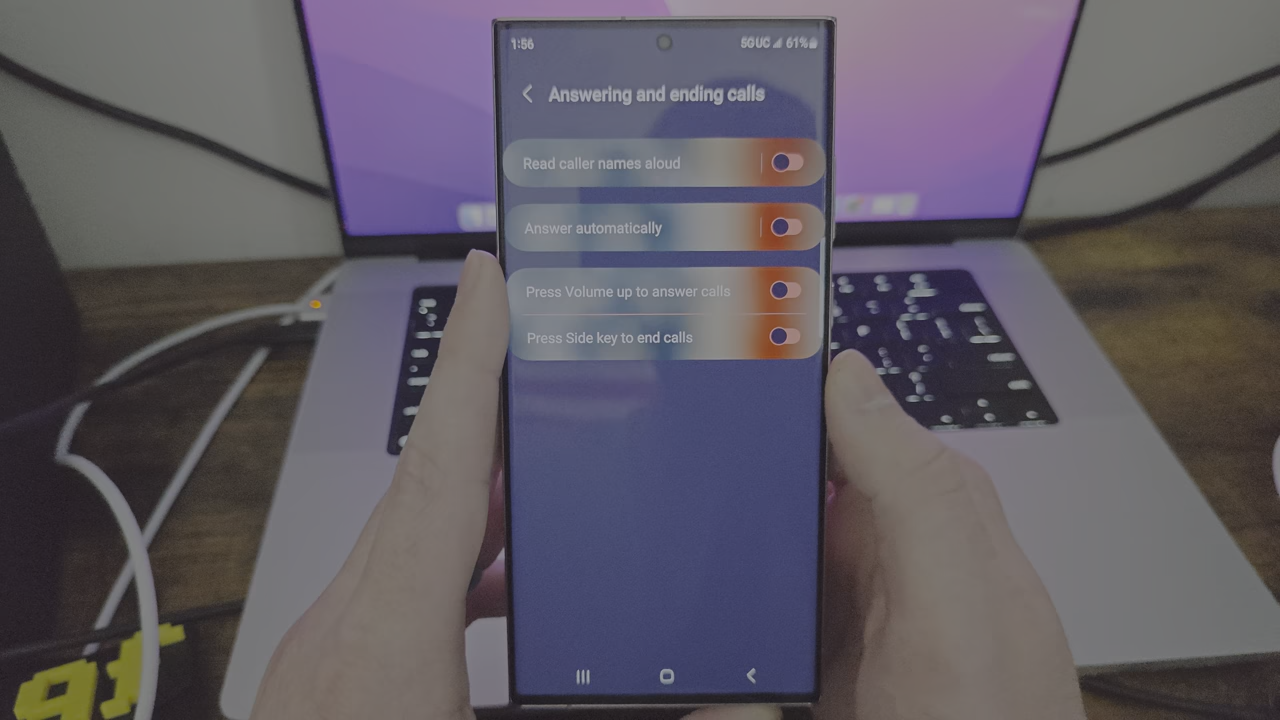 1:56 5G UC 61%
Answering and ending calls
Read caller names aloud
Answer automatically
Press Volume up to answer calls
Press Side key to end calls